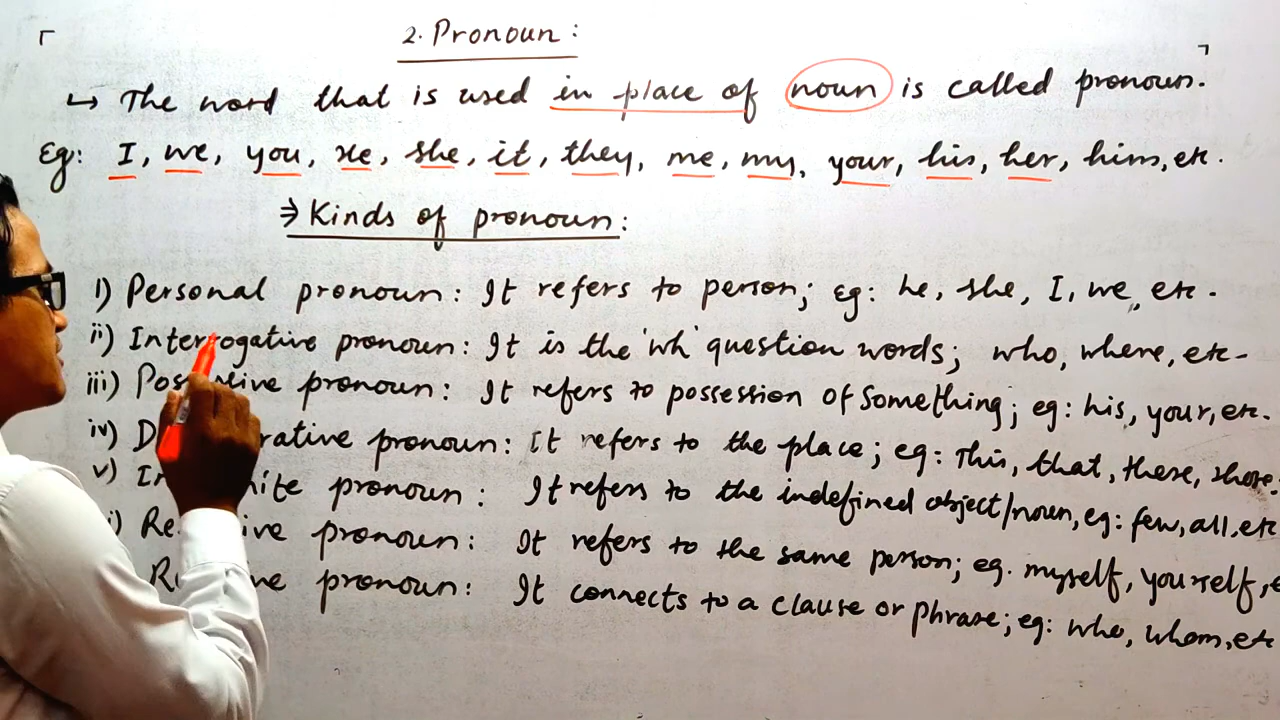 2. Pronoun:
↳ The word that is used in place of noun is called pronoun.
Eg: I, we, you, he, she, it, they, me, my, your, his, her, him, etc.
⇒ Kinds of pronoun:
i) Personal pronoun: It refers to person; eg: he, she, I, we, etc.
ii) Interrogative pronoun: It is the 'wh' question words; who, where, etc-
iii) pronoun: It refers to possession of something; eg: his, your, etc.
iv) pronoun: It refers to the place; eg: This, that, these, those.
v) pronoun: It refers to the indefined object/noun, eg: few, all, etc
pronoun: It refers to the same person; eg. myself, yourself,
pronoun: It connects to a clause or phrase; eg: who, whom, etc